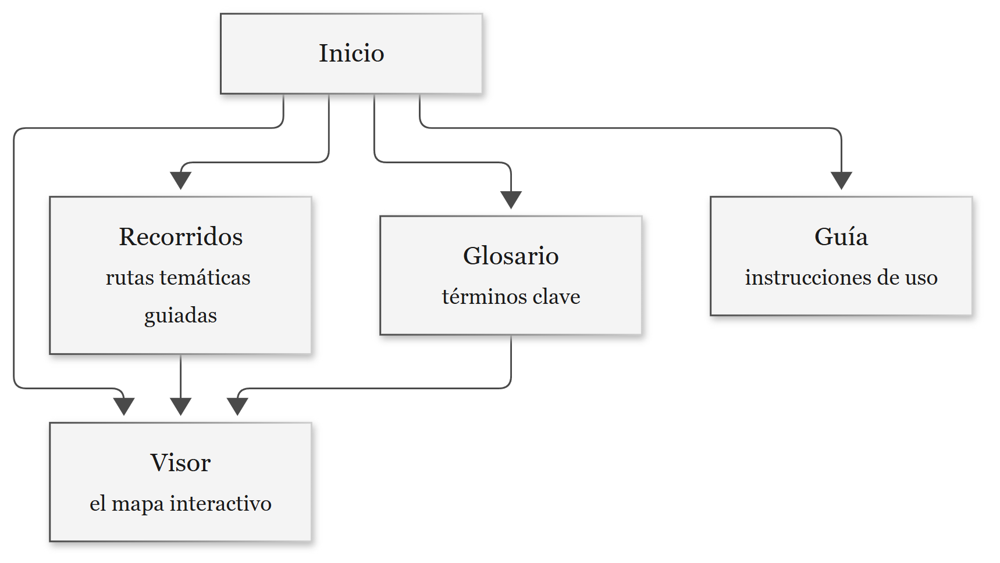 Inicio
Recorridos
rutas temáticas
guiadas
Glosario
términos clave
Guía
instrucciones de uso
Visor
el mapa interactivo